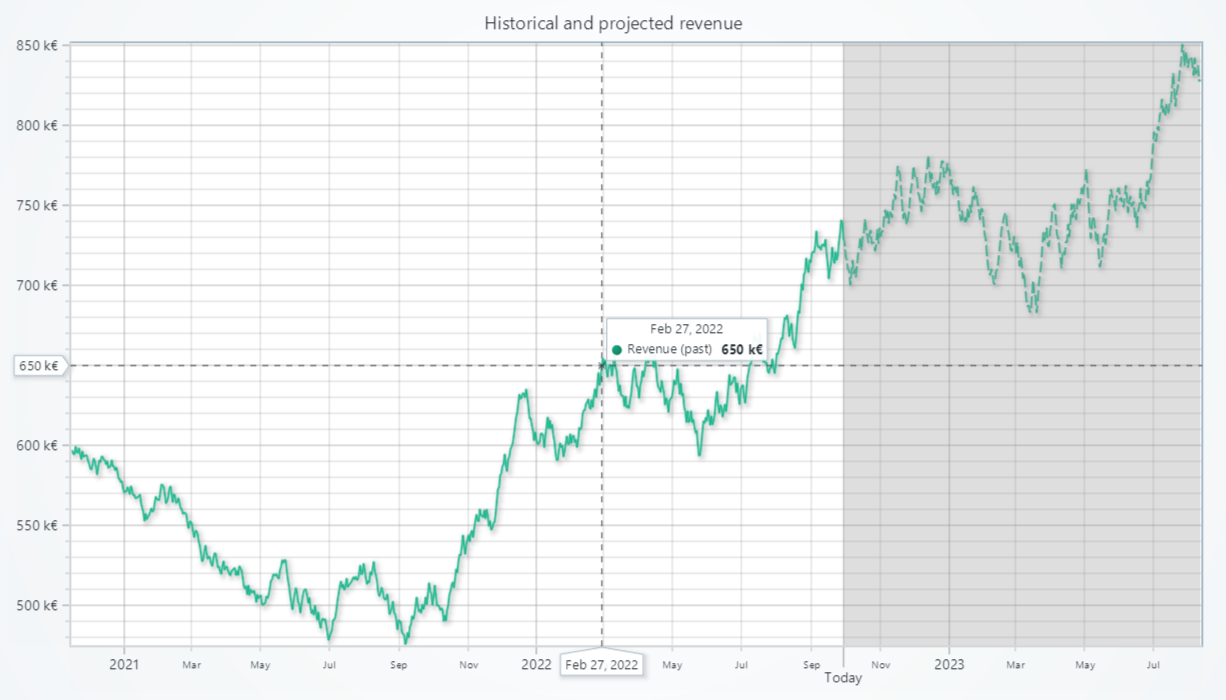 Historical and projected revenue
850 k€
800 k€
750 k€
700 k€
650 k€
600 k€
550 k€
500 k€
Feb 27, 2022
Revenue (past) 650 k€
2021 Mar May Jul Sep Nov 2022 Feb 27, 2022 May Jul Sep Nov 2023 Mar May Jul
Today